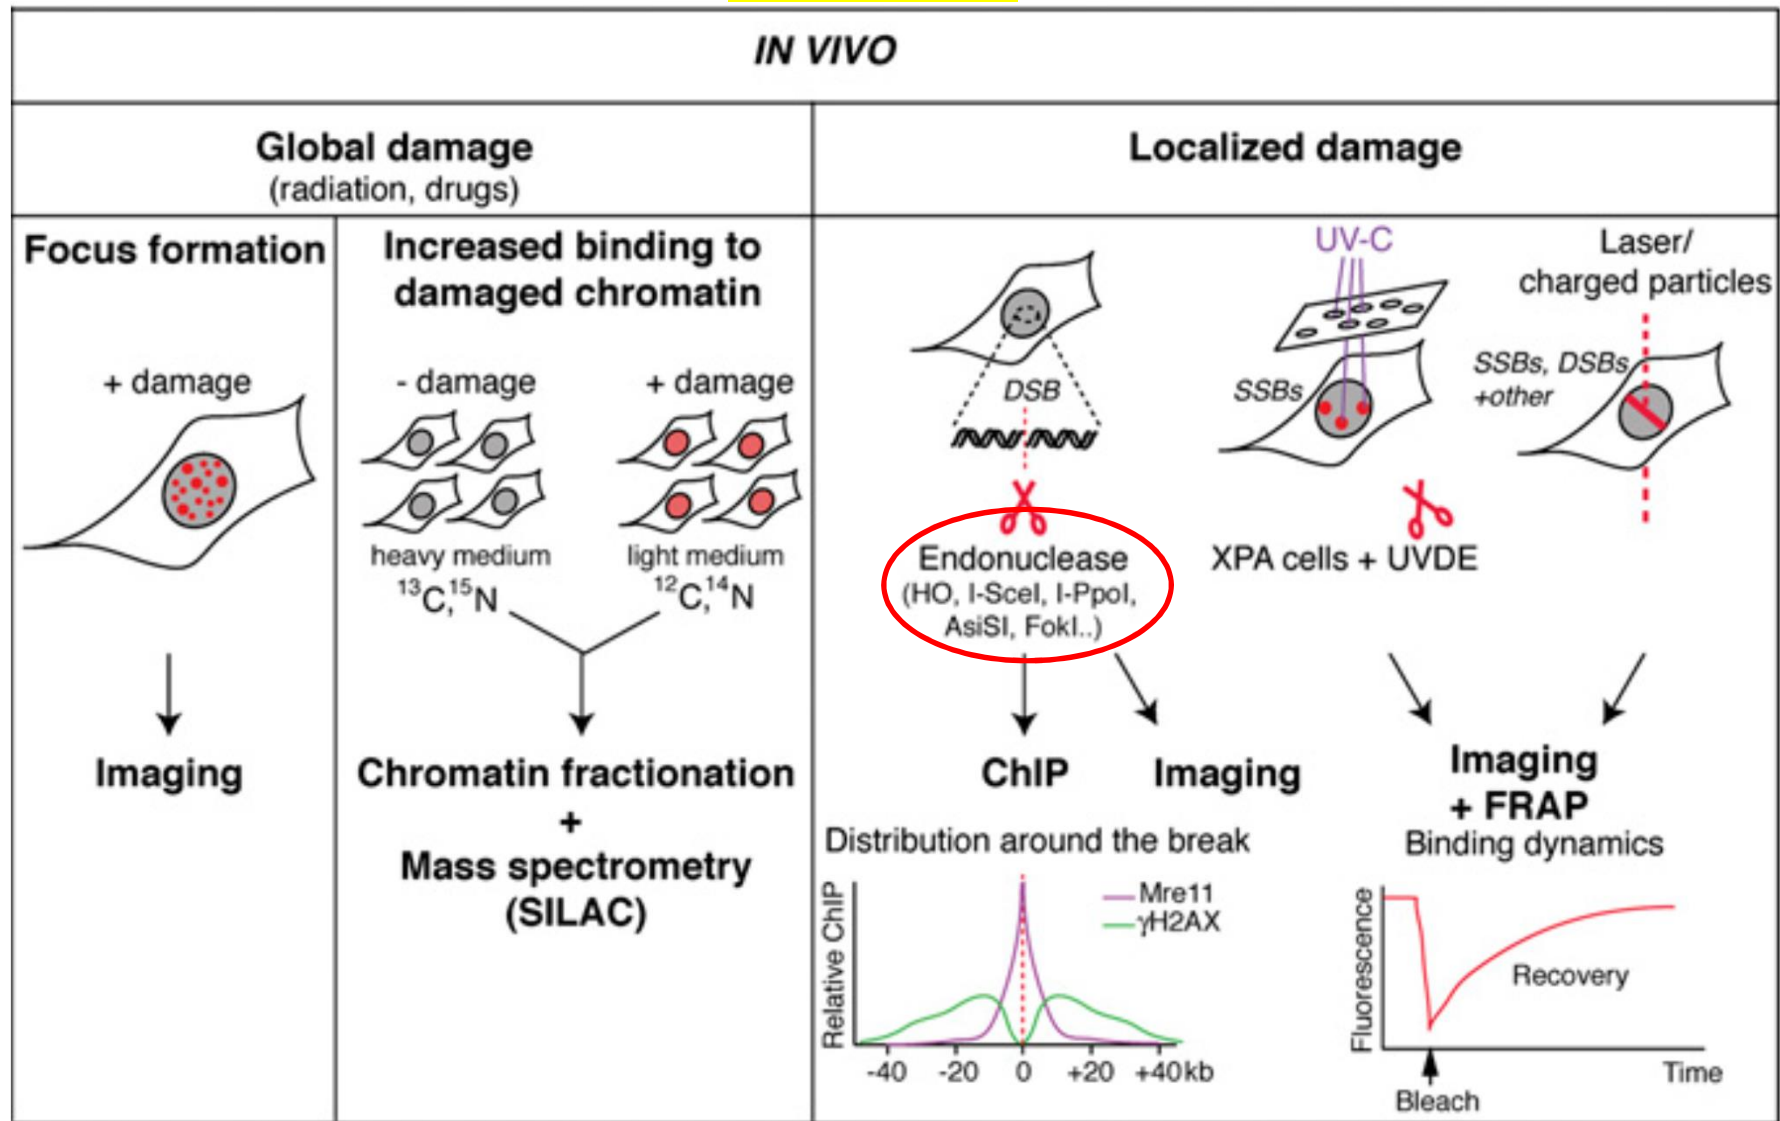 IN VIVO
Global damage
(radiation, drugs)
Localized damage
Focus formation
+ damage
Imaging
Increased binding to
damaged chromatin
- damage
+ damage
heavy medium
¹³C,¹⁵N
light medium
¹²C,¹⁴N
Chromatin fractionation
+
Mass spectrometry
(SILAC)
DSB
Endonuclease
(HO, I-SceI, I-PpoI,
AsiSI, FokI..)
UV-C
SSBs
XPA cells + UVDE
Laser/
charged particles
SSBs, DSBs
+other
ChIP
Imaging
Distribution around the break
Relative ChIP
Mre11
γH2AX
-40 -20 0 +20 +40kb
Imaging
+ FRAP
Binding dynamics
Fluorescence
Recovery
Time
Bleach